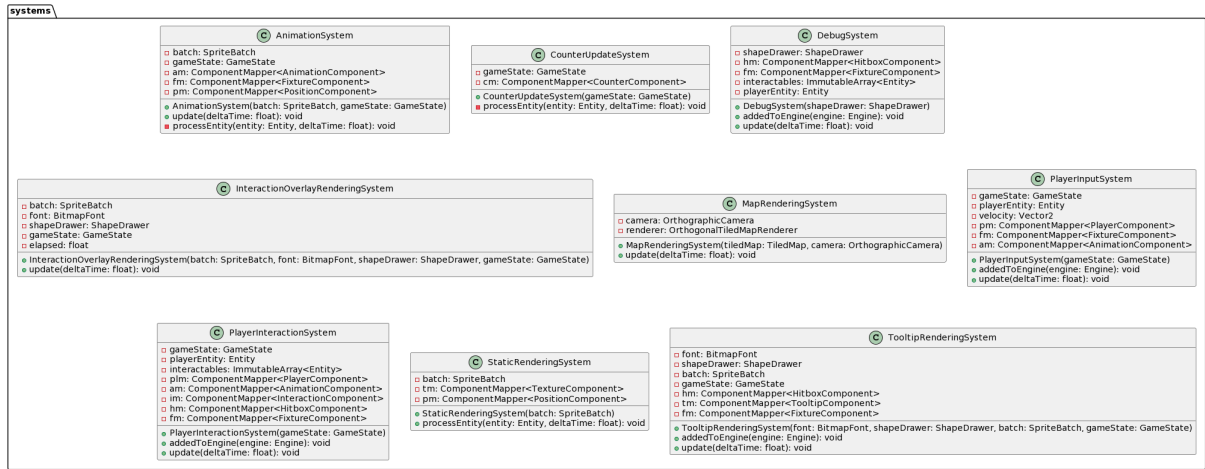 systems
C AnimationSystem
batch: SpriteBatch
gameState: GameState
am: ComponentMapper<AnimationComponent>
fm: ComponentMapper<FixtureComponent>
pm: ComponentMapper<PositionComponent>
AnimationSystem(batch: SpriteBatch, gameState: GameState)
update(deltaTime: float): void
processEntity(entity: Entity, deltaTime: float): void
C CounterUpdateSystem
gameState: GameState
cm: ComponentMapper<CounterComponent>
CounterUpdateSystem(gameState: GameState)
processEntity(entity: Entity, deltaTime: float): void
C DebugSystem
shapeDrawer: ShapeDrawer
hm: ComponentMapper<HitboxComponent>
fm: ComponentMapper<FixtureComponent>
interactables: ImmutableArray<Entity>
playerEntity: Entity
DebugSystem(shapeDrawer: ShapeDrawer)
addedToEngine(engine: Engine): void
update(deltaTime: float): void
C InteractionOverlayRenderingSystem
batch: SpriteBatch
font: BitmapFont
shapeDrawer: ShapeDrawer
gameState: GameState
elapsed: float
InteractionOverlayRenderingSystem(batch: SpriteBatch, font: BitmapFont, shapeDrawer: ShapeDrawer, gameState: GameState)
update(deltaTime: float): void
C MapRenderingSystem
camera: OrthographicCamera
renderer: OrthogonalTiledMapRenderer
MapRenderingSystem(tiledMap: TiledMap, camera: OrthographicCamera)
update(deltaTime: float): void
C PlayerInputSystem
gameState: GameState
playerEntity: Entity
velocity: Vector2
pm: ComponentMapper<PlayerComponent>
fm: ComponentMapper<FixtureComponent>
am: ComponentMapper<AnimationComponent>
PlayerInputSystem(gameState: GameState)
addedToEngine(engine: Engine): void
update(deltaTime: float): void
C PlayerInteractionSystem
gameState: GameState
playerEntity: Entity
interactables: ImmutableArray<Entity>
plm: ComponentMapper<PlayerComponent>
am: ComponentMapper<AnimationComponent>
im: ComponentMapper<InteractionComponent>
hm: ComponentMapper<HitboxComponent>
fm: ComponentMapper<FixtureComponent>
PlayerInteractionSystem(gameState: GameState)
addedToEngine(engine: Engine): void
update(deltaTime: float): void
C StaticRenderingSystem
batch: SpriteBatch
tm: ComponentMapper<TextureComponent>
pm: ComponentMapper<PositionComponent>
StaticRenderingSystem(batch: SpriteBatch)
processEntity(entity: Entity, deltaTime: float): void
C TooltipRenderingSystem
font: BitmapFont
shapeDrawer: ShapeDrawer
batch: SpriteBatch
gameState: GameState
hm: ComponentMapper<HitboxComponent>
tm: ComponentMapper<TooltipComponent>
fm: ComponentMapper<FixtureComponent>
TooltipRenderingSystem(font: BitmapFont, shapeDrawer: ShapeDrawer, batch: SpriteBatch, gameState: GameState)
addedToEngine(engine: Engine): void
update(deltaTime: float): void